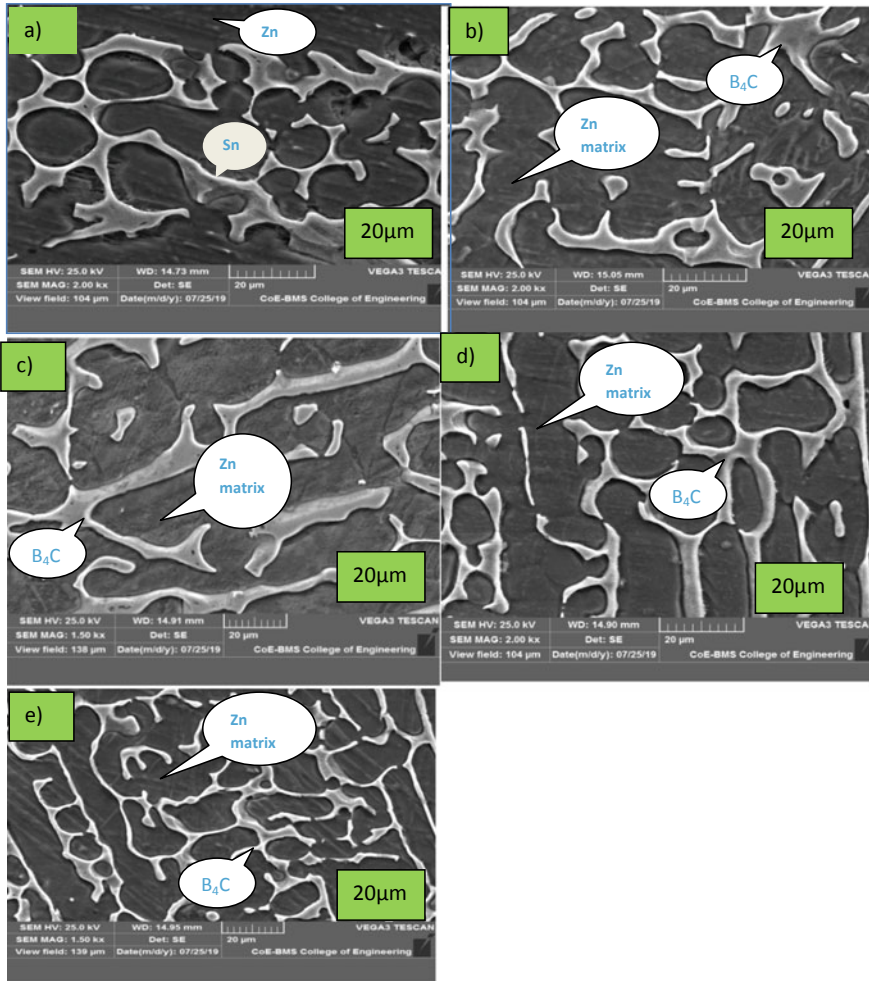 a)
Zn
Sn
20µm
SEM HV: 25.0 kV WD: 14.73 mm VEGA3 TESCAN
SEM MAG: 2.00 kx Det: SE 20 µm
View field: 104 µm Date(m/d/y): 07/25/19 CoE-BMS College of Engineering
b)
B₄C
Zn
matrix
20µm
SEM HV: 25.0 kV WD: 15.05 mm VEGA3 TESCAN
SEM MAG: 2.00 kx Det: SE 20 µm
View field: 104 µm Date(m/d/y): 07/25/19 CoE-BMS College of Engineering
c)
Zn
matrix
B₄C
20µm
SEM HV: 25.0 kV WD: 14.91 mm VEGA3 TESCAN
SEM MAG: 1.50 kx Det: SE 20 µm
View field: 138 µm Date(m/d/y): 07/25/19 CoE-BMS College of Engineering
d)
Zn
matrix
B₄C
20µm
SEM HV: 25.0 kV WD: 14.90 mm VEGA3 TESCAN
SEM MAG: 2.00 kx Det: SE 20 µm
View field: 104 µm Date(m/d/y): 07/25/19 CoE-BMS College of Engineering
e)
Zn
matrix
B₄C
20µm
SEM HV: 25.0 kV WD: 14.95 mm VEGA3 TESCAN
SEM MAG: 1.50 kx Det: SE 20 µm
View field: 139 µm Date(m/d/y): 07/25/19 CoE-BMS College of Engineering